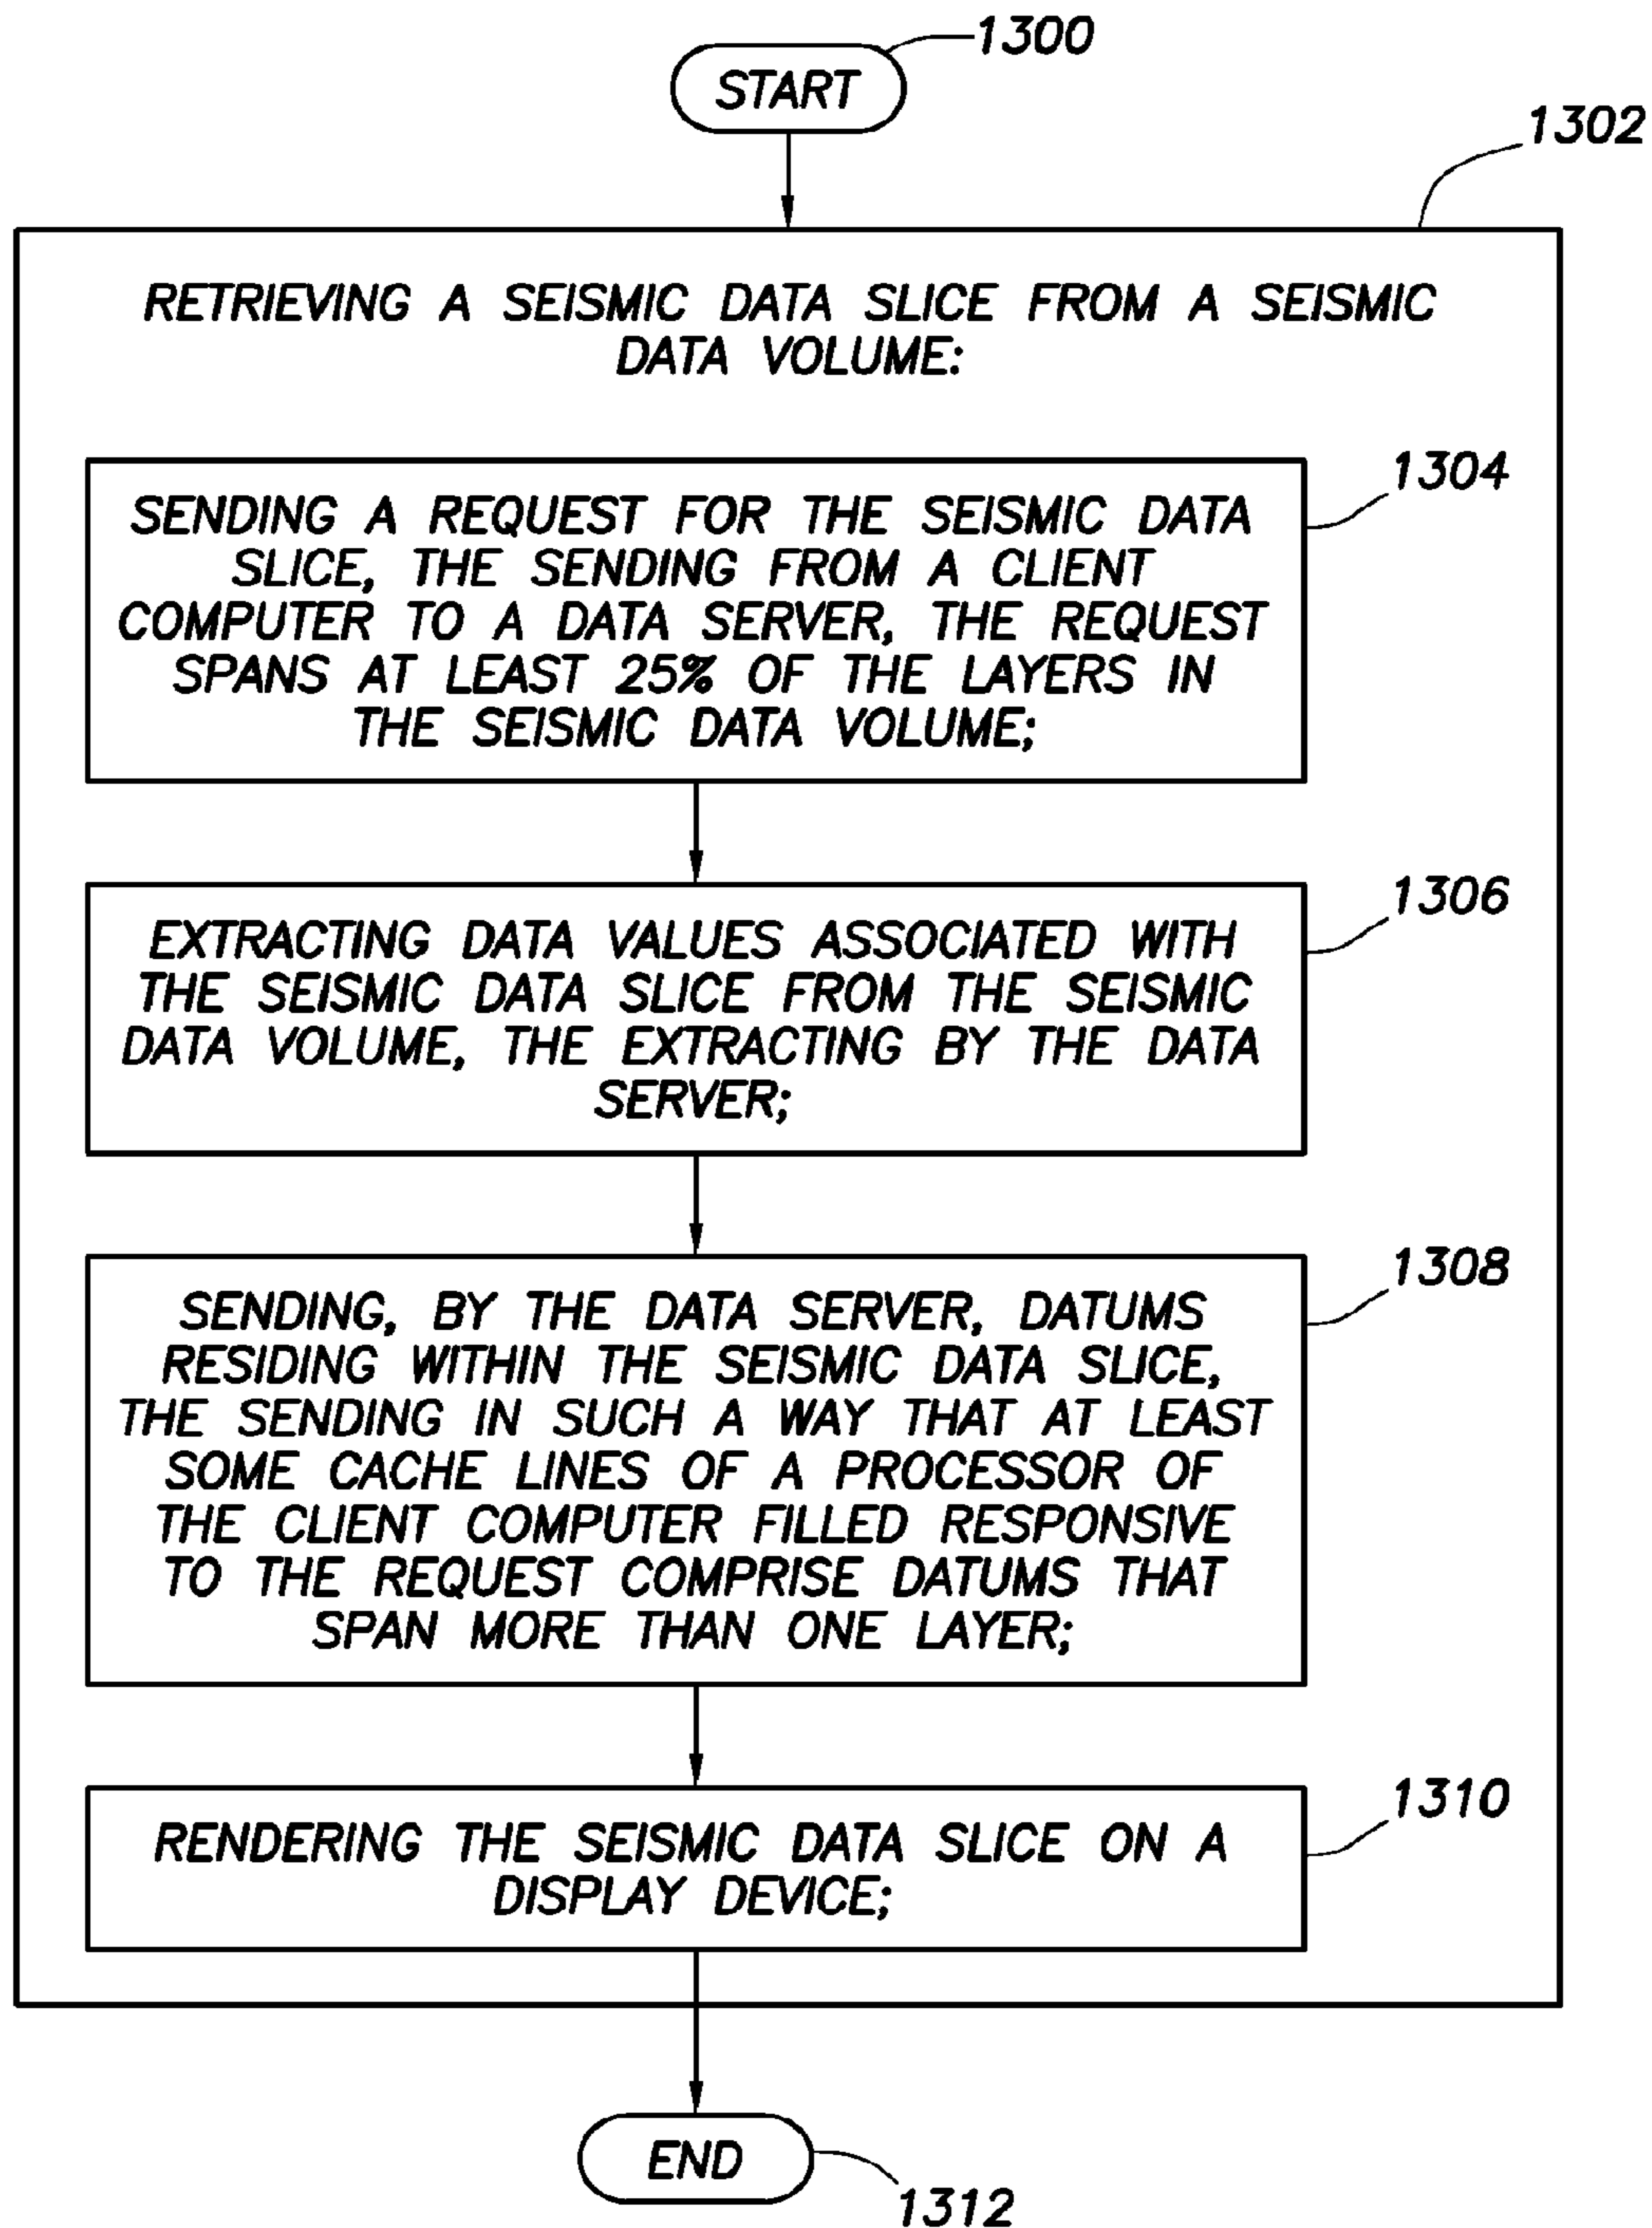 1300
START
1302
RETRIEVING A SEISMIC DATA SLICE FROM A SEISMIC
DATA VOLUME:
1304
SENDING A REQUEST FOR THE SEISMIC DATA
SLICE, THE SENDING FROM A CLIENT
COMPUTER TO A DATA SERVER, THE REQUEST
SPANS AT LEAST 25% OF THE LAYERS IN
THE SEISMIC DATA VOLUME;
1306
EXTRACTING DATA VALUES ASSOCIATED WITH
THE SEISMIC DATA SLICE FROM THE SEISMIC
DATA VOLUME, THE EXTRACTING BY THE DATA
SERVER;
1308
SENDING, BY THE DATA SERVER, DATUMS
RESIDING WITHIN THE SEISMIC DATA SLICE,
THE SENDING IN SUCH A WAY THAT AT LEAST
SOME CACHE LINES OF A PROCESSOR OF
THE CLIENT COMPUTER FILLED RESPONSIVE
TO THE REQUEST COMPRISE DATUMS THAT
SPAN MORE THAN ONE LAYER;
1310
RENDERING THE SEISMIC DATA SLICE ON A
DISPLAY DEVICE;
END
1312